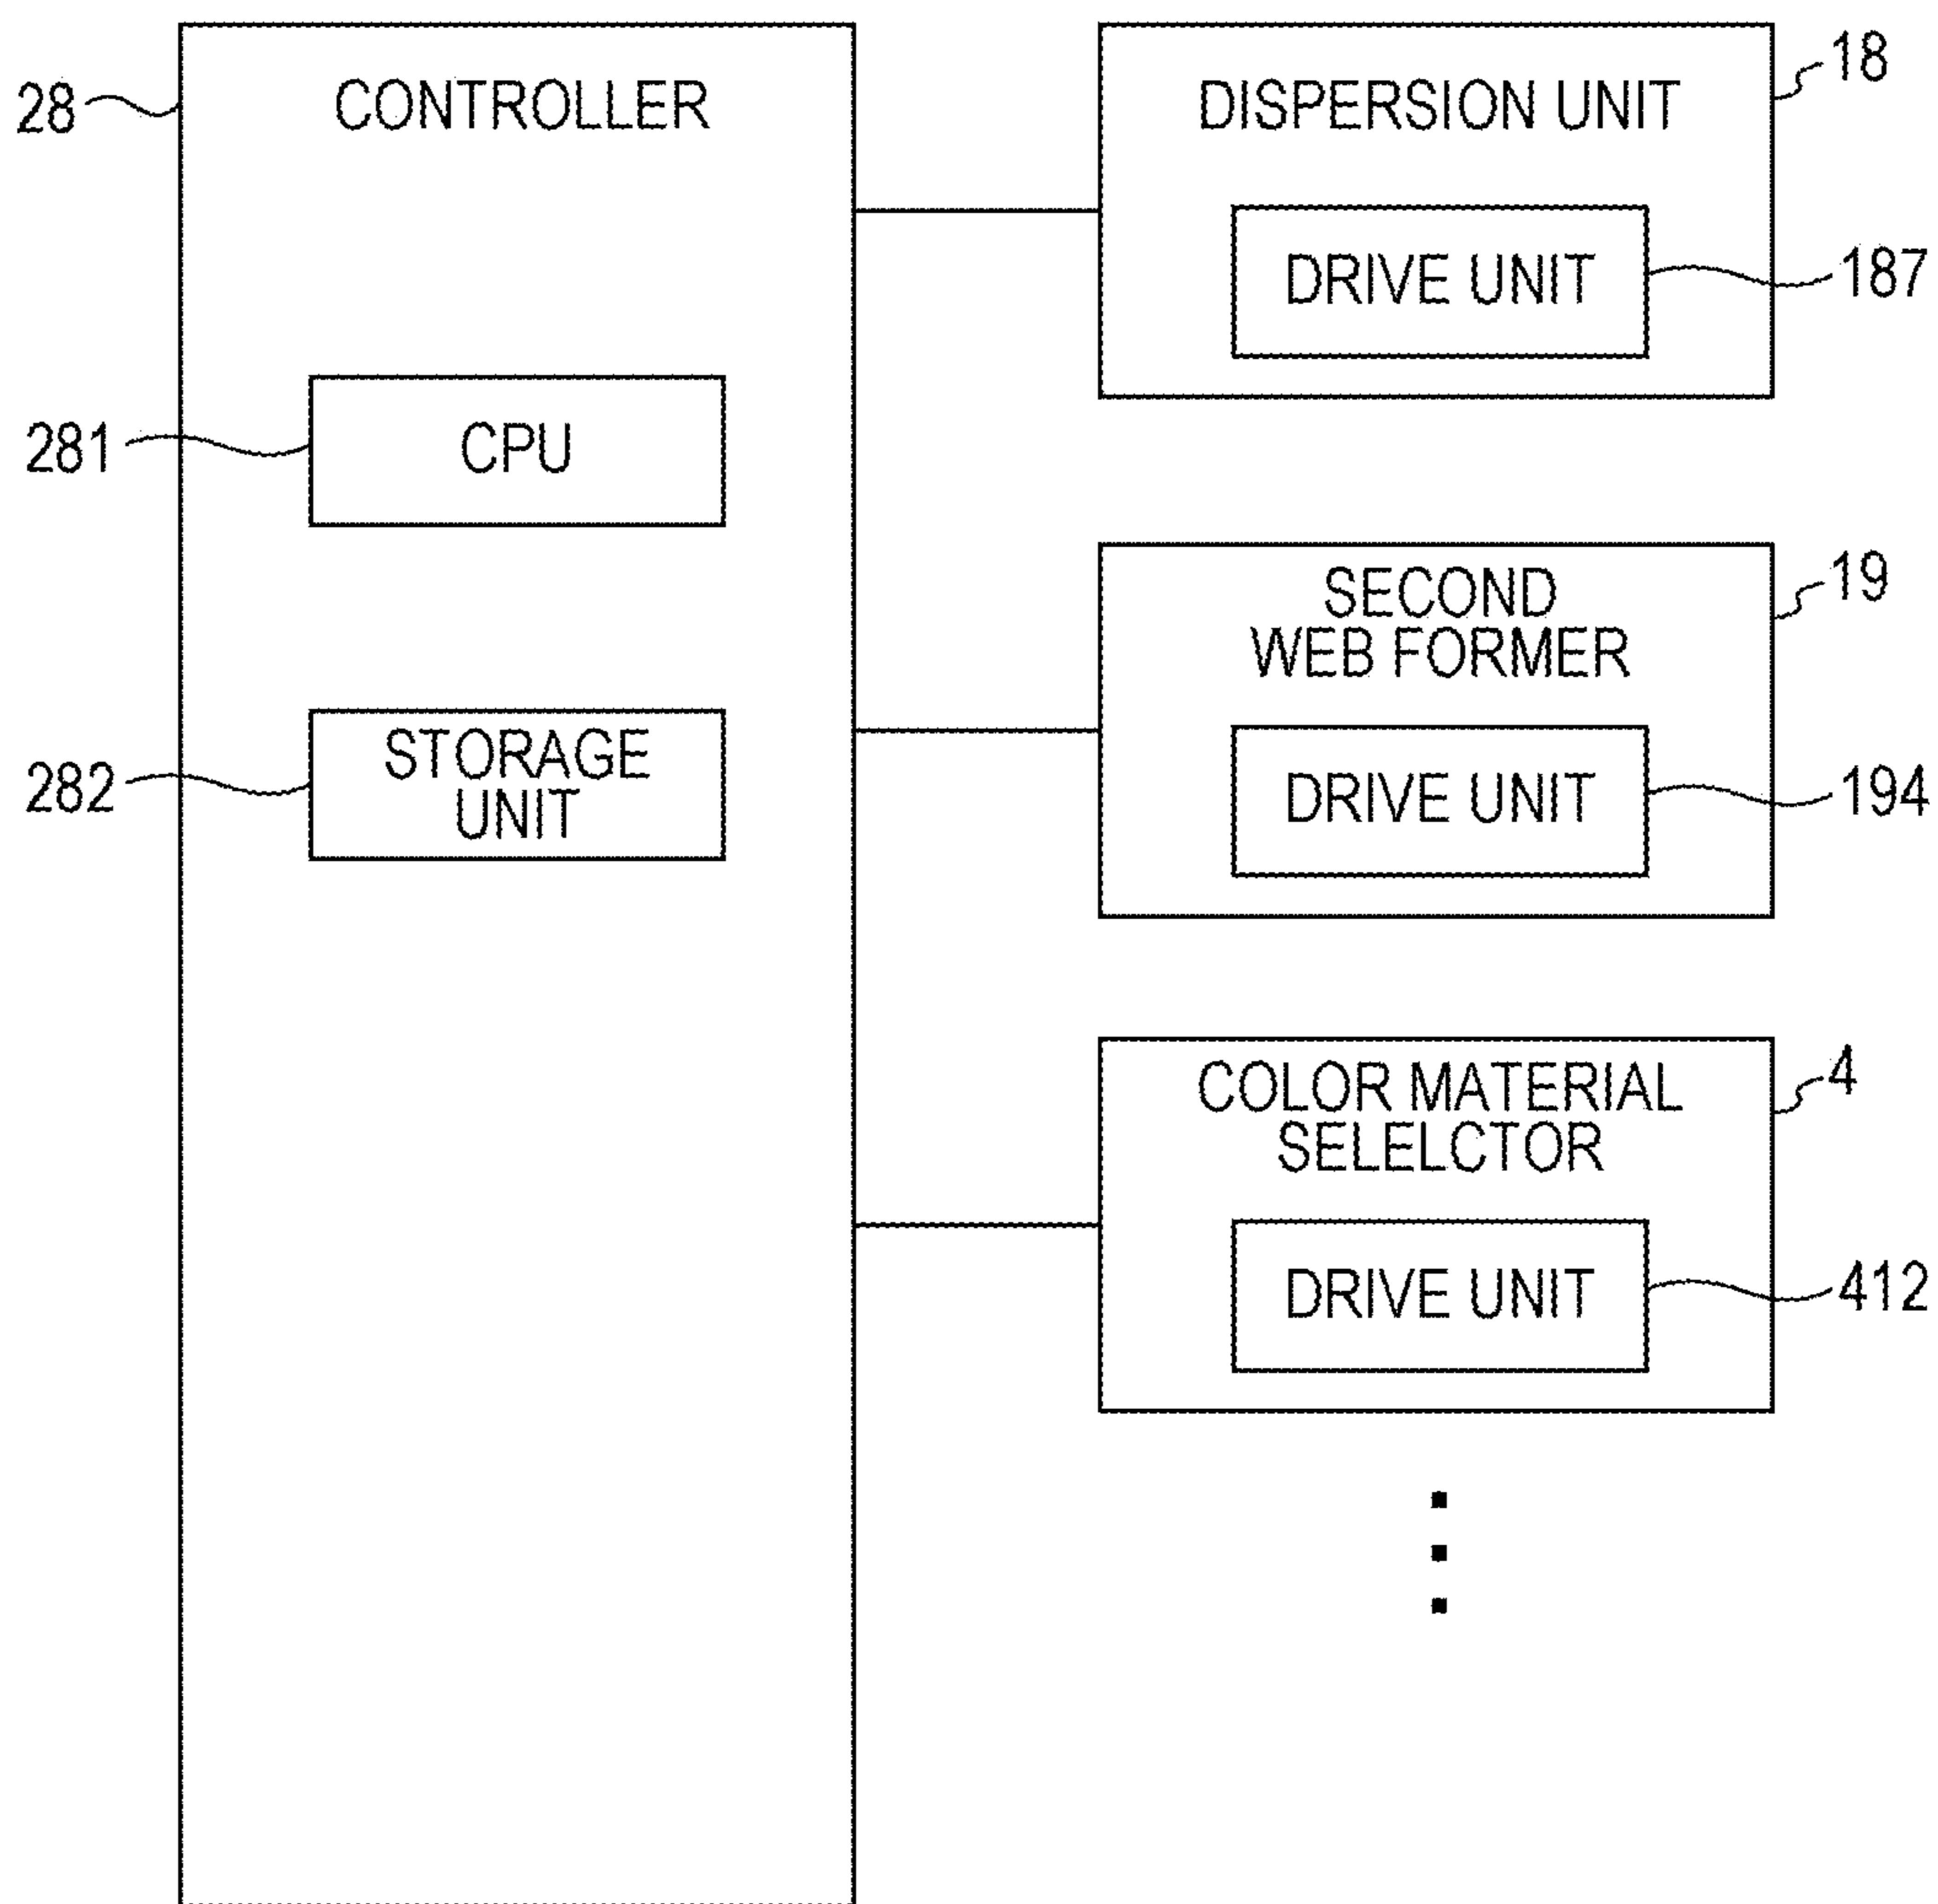 28
CONTROLLER
281
CPU
282
STORAGE
UNIT
DISPERSION UNIT
18
DRIVE UNIT
187
SECOND
WEB FORMER
19
DRIVE UNIT
194
COLOR MATERIAL
SELELCTOR
4
DRIVE UNIT
412